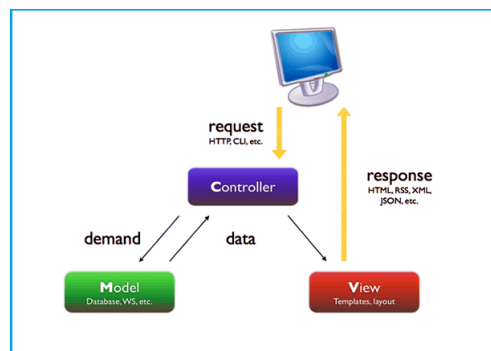 request
HTTP, CLI, etc.
response
HTML, RSS, XML,
JSON, etc.
Controller
demand
data
Model
Database, WS, etc.
View
Templates, layout